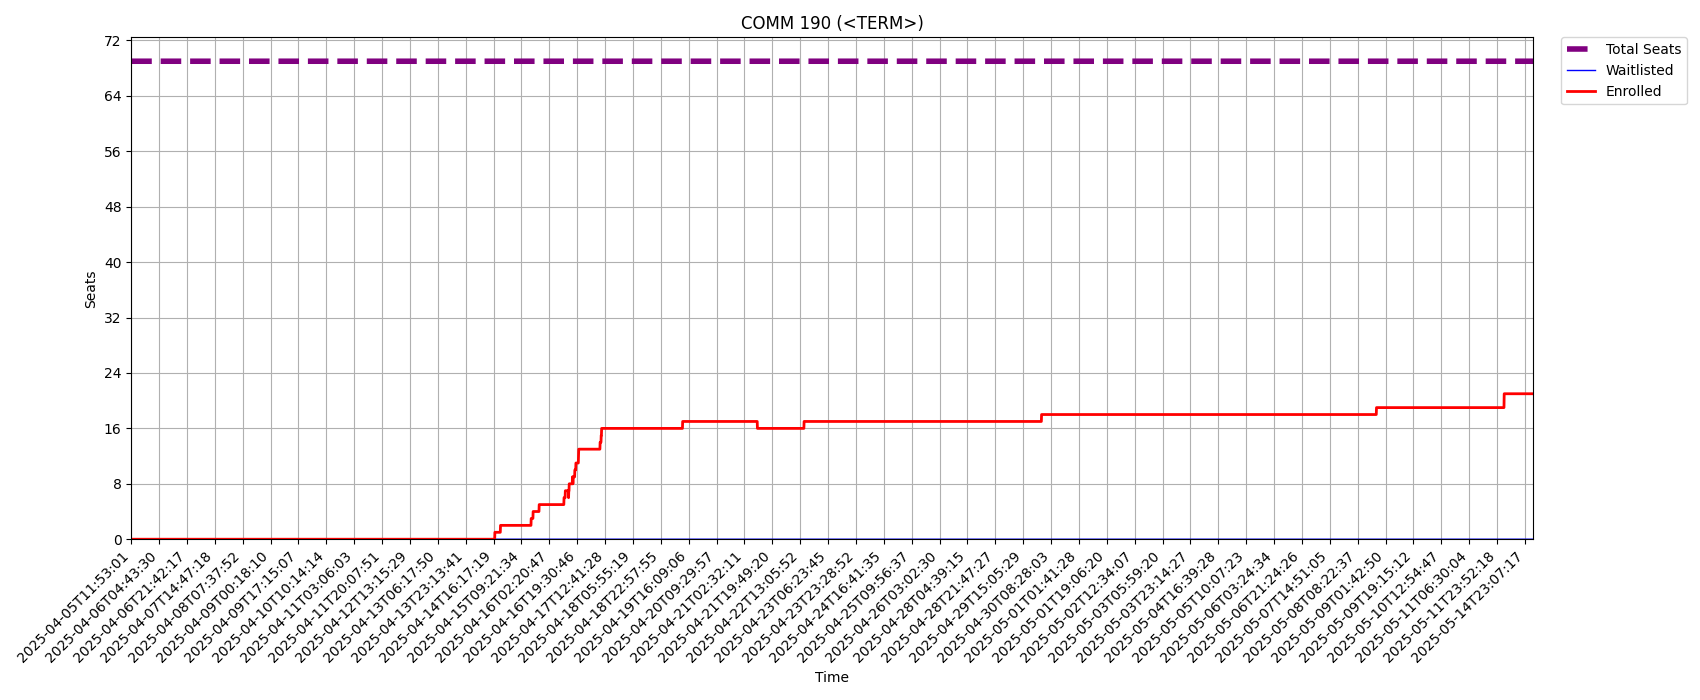 COMM 190 (<TERM>)
Total Seats
Waitlisted
Enrolled
72
64
56
48
40
32
24
16
8
0
Seats
2025-04-05T11:53:01
2025-04-06T04:43:30
2025-04-06T21:42:17
2025-04-07T14:47:18
2025-04-08T07:37:52
2025-04-09T00:18:10
2025-04-09T17:15:07
2025-04-10T10:14:14
2025-04-11T03:06:03
2025-04-11T20:07:51
2025-04-12T13:15:29
2025-04-13T06:17:50
2025-04-13T23:13:41
2025-04-14T16:17:19
2025-04-15T09:21:34
2025-04-16T02:20:47
2025-04-16T19:30:46
2025-04-17T12:41:28
2025-04-18T05:55:19
2025-04-18T22:57:55
2025-04-19T16:09:06
2025-04-20T09:29:57
2025-04-21T02:32:11
2025-04-21T19:49:20
2025-04-22T13:05:52
2025-04-23T06:23:45
2025-04-23T23:28:52
2025-04-24T16:41:35
2025-04-25T09:56:37
2025-04-26T03:02:30
2025-04-28T04:39:15
2025-04-28T21:47:27
2025-04-29T15:05:29
2025-04-30T08:28:03
2025-05-01T01:41:28
2025-05-01T19:06:20
2025-05-02T12:34:07
2025-05-03T05:59:20
2025-05-03T23:14:27
2025-05-04T16:39:28
2025-05-05T10:07:23
2025-05-06T03:24:34
2025-05-06T21:24:26
2025-05-07T14:51:05
2025-05-08T08:22:37
2025-05-09T01:42:50
2025-05-09T19:15:12
2025-05-10T12:54:47
2025-05-11T06:30:04
2025-05-11T23:52:18
2025-05-14T23:07:17
Time